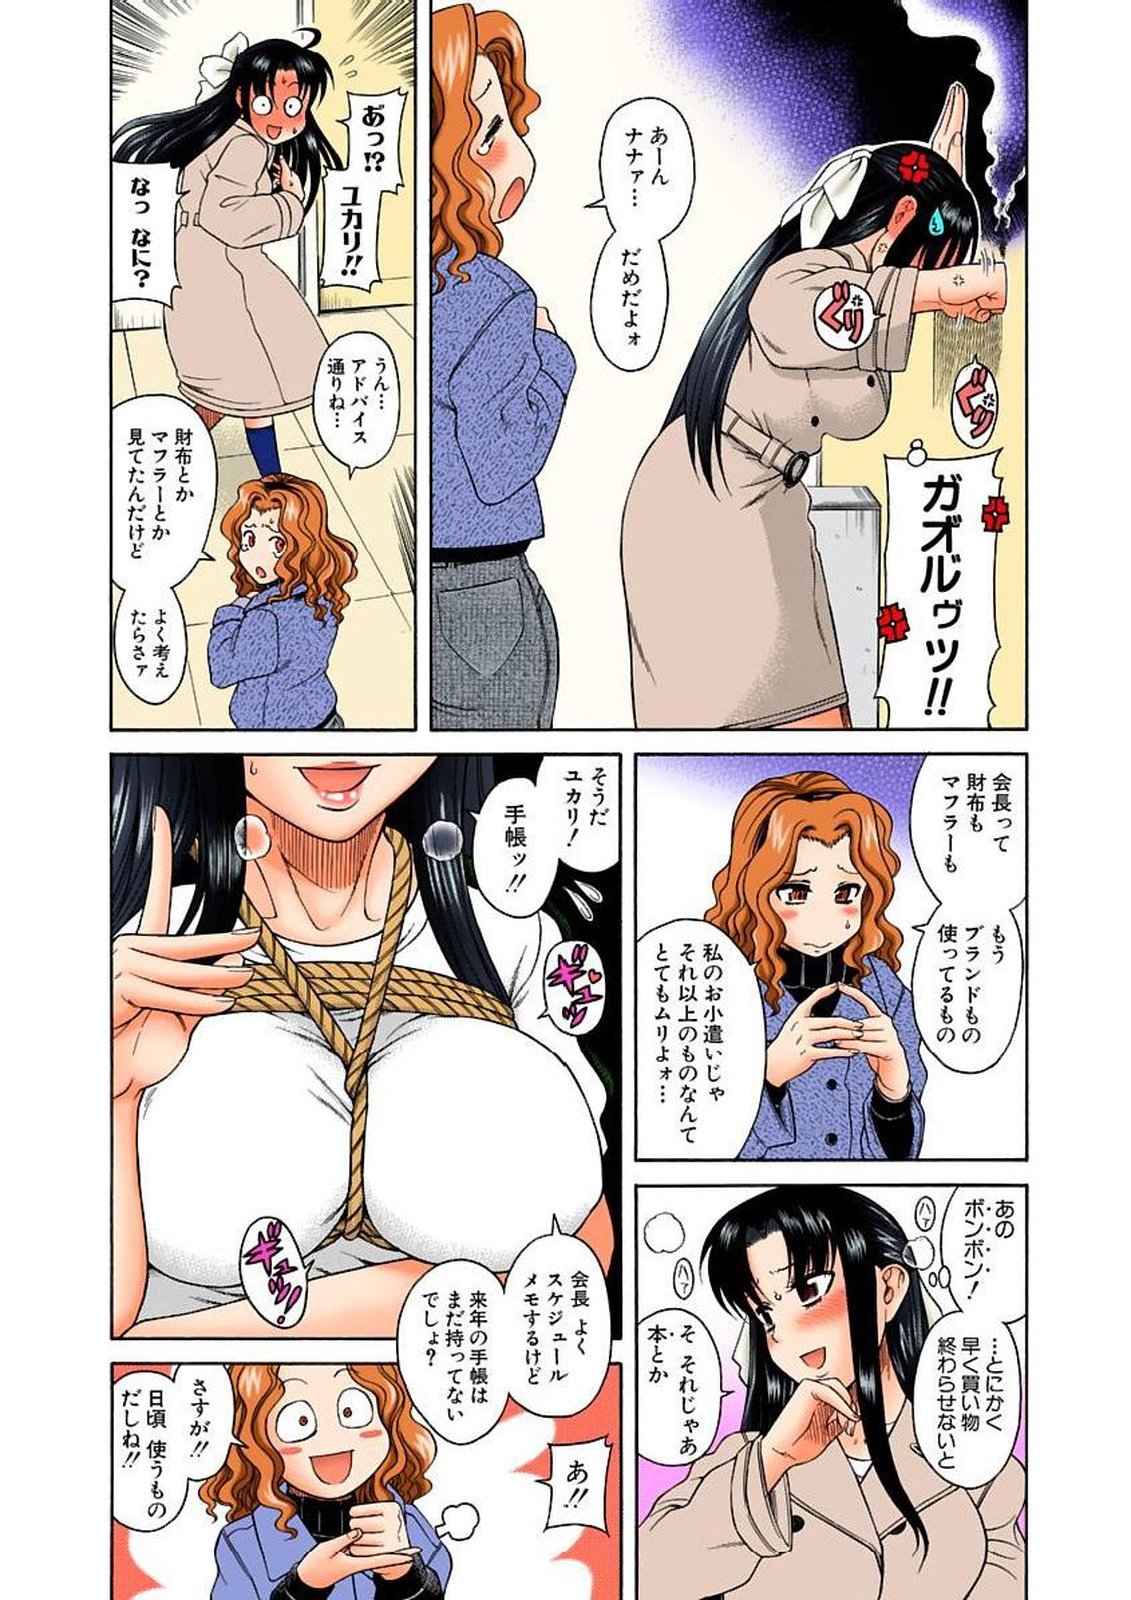 あーん
ナナァ…
だめだよォ
ぐり
ぐり
ガオルヴッ!!
あ゛っ!?
ユカリ!!
なっ なに?
うん…
アドバイス
通りね…
財布とか
マフラーとか
見てたんだけど
よく考え
たらさァ
会長って
財布も
マフラーも
もう
ブランドもの
使ってるもの
私のお小遣いじゃ
それ以上のものなんて
とてもムリよォ…
あの
ボンボン!
ハァ
ハァ
…とにかく
早く買い物
終わらせないと
そ それじゃあ
本とか
そうだ
ユカリ!
手帳ッ!!
ギュッ
ギュッ!
会長 よく
スケジュール
メモするけど
来年の手帳は
まだ持ってない
でしょ?
あ!!
さすが!!
日頃 使うもの
だしね!!